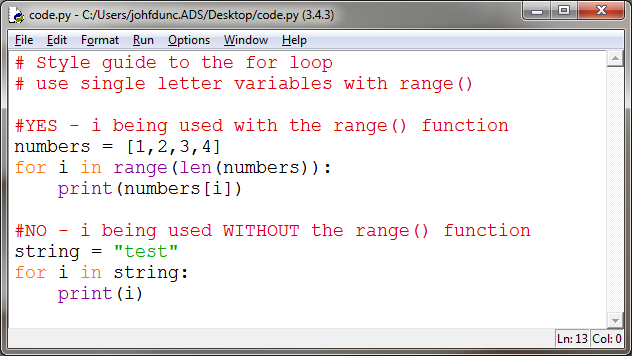 code.py - C:/Users/johfdunc.ADS/Desktop/code.py (3.4.3)
File Edit Format Run Options Window Help
# Style guide to the for loop
# use single letter variables with range()

#YES - i being used with the range() function
numbers = [1,2,3,4]
for i in range(len(numbers)):
    print(numbers[i])

#NO - i being used WITHOUT the range() function
string = "test"
for i in string:
    print(i)
Ln: 13 Col: 0